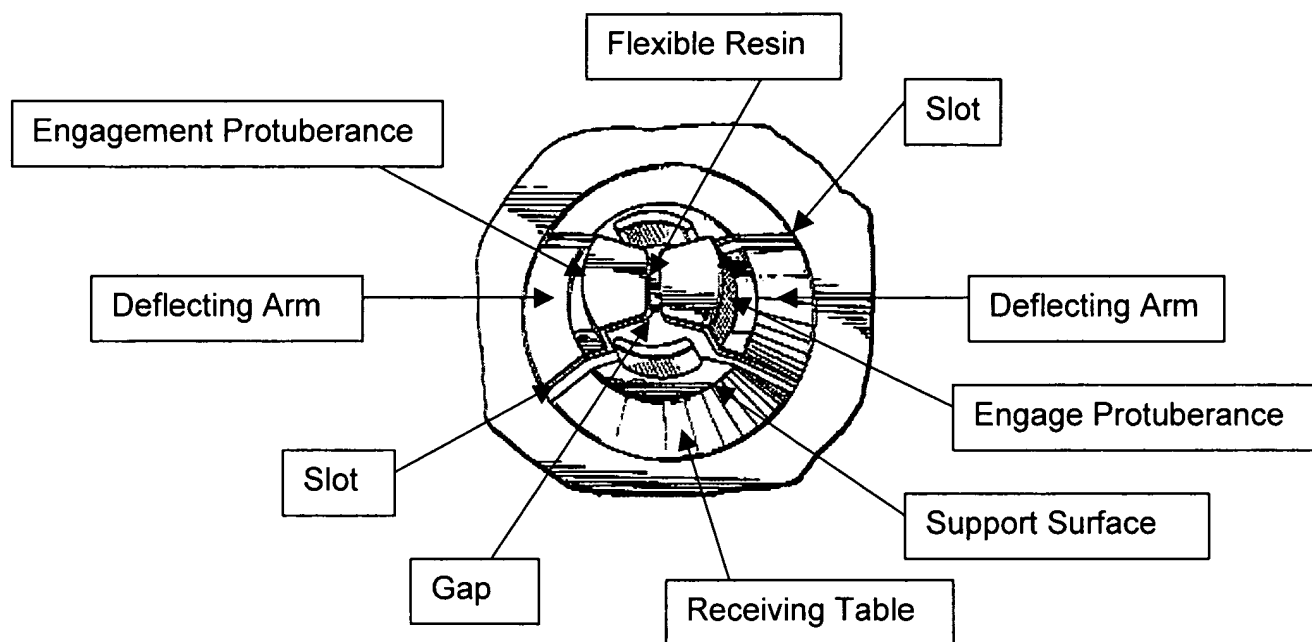 Flexible Resin
Slot
Engagement Protuberance
Deflecting Arm
Deflecting Arm
Engage Protuberance
Slot
Support Surface
Gap
Receiving Table